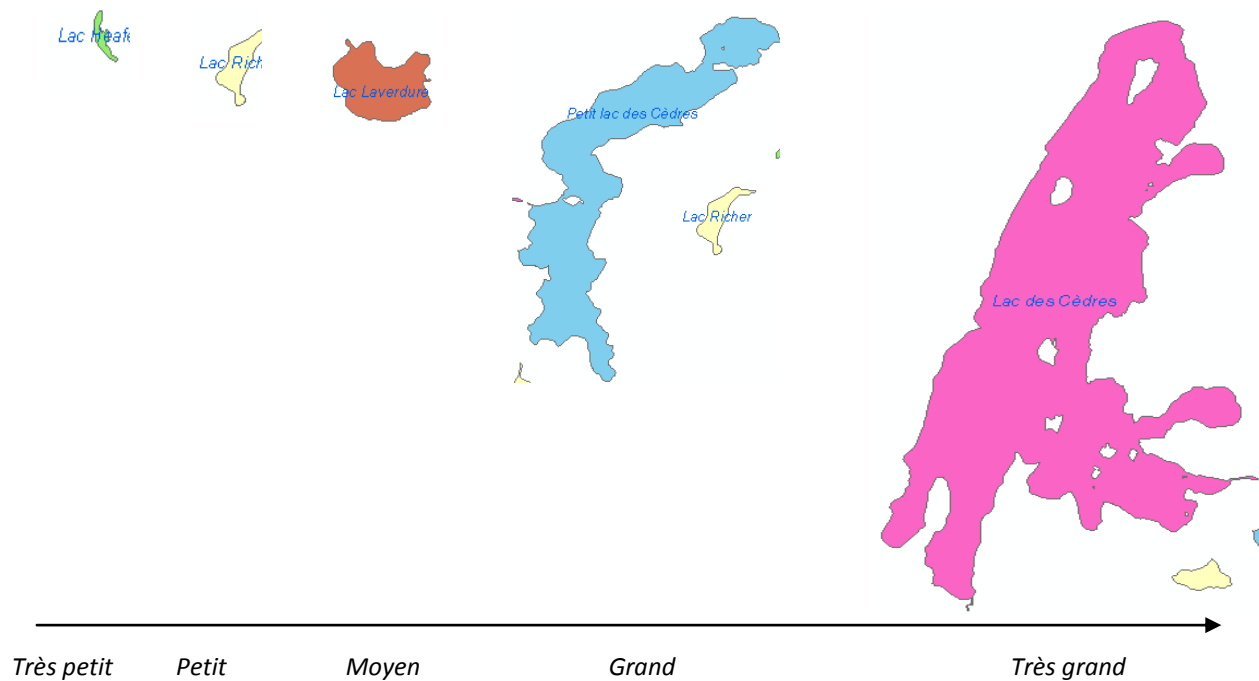 Lac
Lac Rich
Lac Laverdure
Petit lac des Cèdres
Lac Richer
Lac des Cèdres
Très petit Petit Moyen Grand Très grand